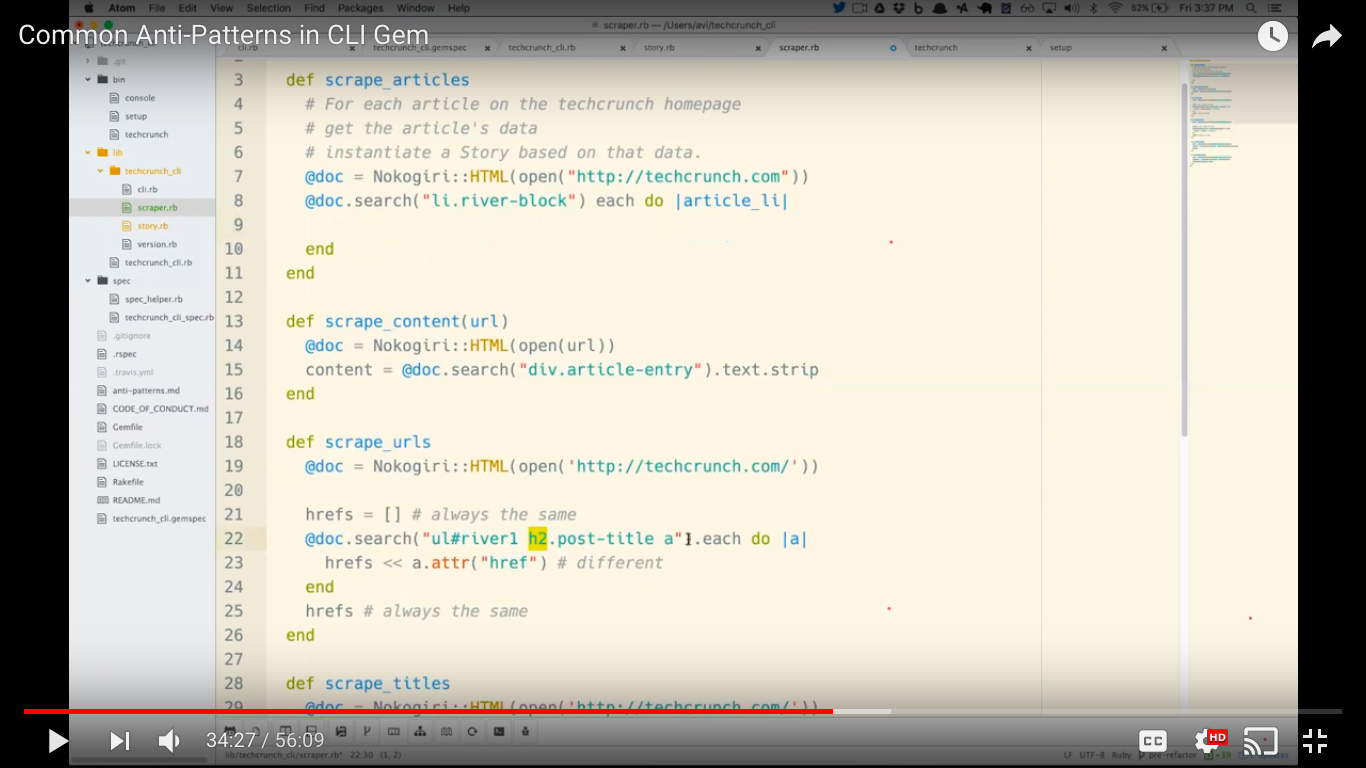 Atom File Edit View Selection Find Packages Window Help 52% Fri 3:37 PM
scraper.rb — /Users/avi/techcrunch_cli
Common Anti-Patterns in CLI Gem
cli.rb techcrunch_cli.gemspec techcrunch_cli.rb story.rb scraper.rb techcrunch setup
.git
bin
console
setup
techcrunch
lib
techcrunch_cli
cli.rb
scraper.rb
story.rb
version.rb
techcrunch_cli.rb
spec
spec_helper.rb
techcrunch_cli_spec.rb
.gitignore
.rspec
.travis.yml
anti-patterns.md
CODE_OF_CONDUCT.md
Gemfile
Gemfile.lock
LICENSE.txt
Rakefile
README.md
techcrunch_cli.gemspec
3 def scrape_articles
4 # For each article on the techcrunch homepage
5 # get the article's data
6 # instantiate a Story based on that data.
7 @doc = Nokogiri::HTML(open("http://techcrunch.com"))
8 @doc.search("li.river-block") each do |article_li|
9
10 end
11 end
12
13 def scrape_content(url)
14 @doc = Nokogiri::HTML(open(url))
15 content = @doc.search("div.article-entry").text.strip
16 end
17
18 def scrape_urls
19 @doc = Nokogiri::HTML(open('http://techcrunch.com/'))
20
21 hrefs = [] # always the same
22 @doc.search("ul#river1 h2.post-title a").each do |a|
23 hrefs << a.attr("href") # different
24 end
25 hrefs # always the same
26 end
27
28 def scrape_titles
29 @doc = Nokogiri::HTML(open('http://techcrunch.com/'))
34:27 / 56:09
CC
HD
lib/techcrunch_cli/scraper.rb* 22:30 (1, 2) LF UTF-8 Ruby pre-refactor +39